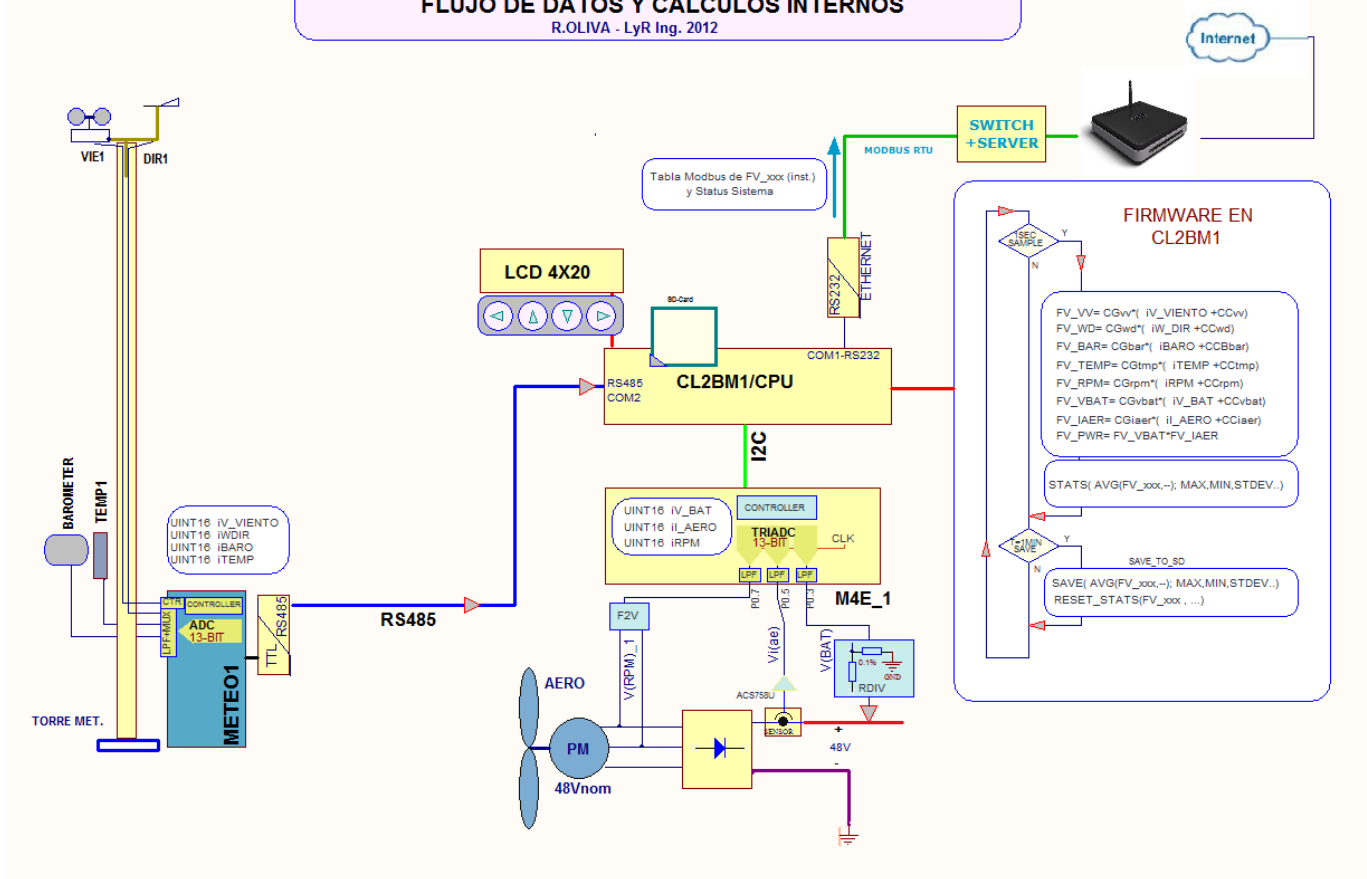 FLUJO DE DATOS Y CALCULOS INTERNOS
R.OLIVA - LyR Ing. 2012
Internet
SWITCH
+SERVER
MODBUS RTU
Tabla Modbus de FV_xxx (inst.)
y Status Sistema
VIE1
DIR1
RS232
ETHERNET
LCD 4X20
SD-Card
COM1-RS232
RS485
COM2
CL2BM1/CPU
I2C
FIRMWARE EN
CL2BM1
1SEC
SAMPLE
Y
N
FV_VV= CGvv*( iV_VIENTO +CCvv)
FV_WD= CGwd*( iW_DIR +CCwd)
FV_BAR= CGbar*( iBARO +CCBbar)
FV_TEMP= CGtmp*( iTEMP +CCtmp)
FV_RPM= CGrpm*( iRPM +CCrpm)
FV_VBAT= CGvbat*( iV_BAT +CCvbat)
FV_IAER= CGiaer*( iI_AERO +CCiaer)
FV_PWR= FV_VBAT*FV_IAER
STATS( AVG(FV_xxx,--); MAX,MIN,STDEV..)
T=1MIN
SAVE
Y
N
SAVE_TO_SD
SAVE( AVG(FV_xxx,--); MAX,MIN,STDEV..)
RESET_STATS(FV_xxx , ...)
BAROMETER
TEMP1
UINT16 iV_VIENTO
UINT16 iWDIR
UINT16 iBARO
UINT16 iTEMP
CTR
CONTROLLER
LPF+MUX
ADC
13-BIT
TTL
RS485
METEO1
TORRE MET.
RS485
UINT16 iV_BAT
UINT16 iI_AERO
UINT16 iRPM
CONTROLLER
TRIADC
13-BIT
CLK
LPF
LPF
LPF
M4E_1
P0.7
P0.5
P0.3
F2V
V(RPM)_1
Vi(ae)
V(BAT)
0.1%
GND
RDIV
ACS758U
SENSOR
AERO
PM
48Vnom
+
48V
-